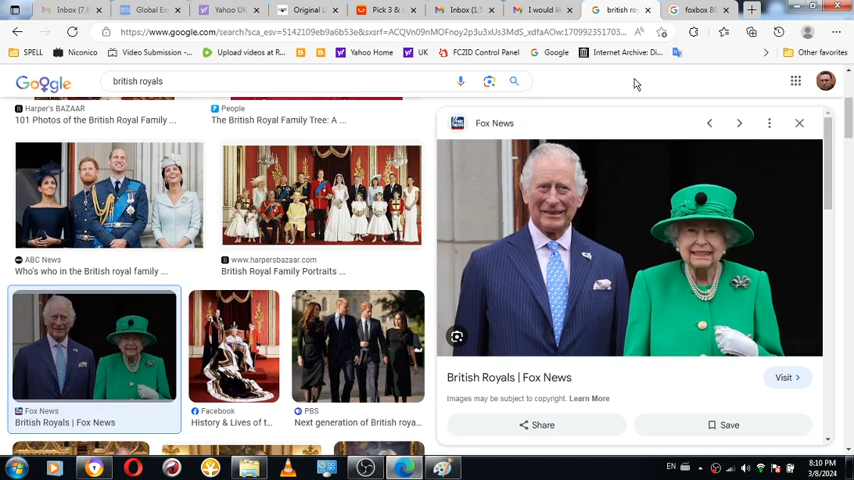 Inbox (7,8
Global Ex
Yahoo UK
Original L
Pick 3 &
Inbox (1,5
I would li
british roy
foxbox 80
https://www.google.com/search?sca_esv=5142109eb9a6b53e&sxsrf=ACQVn09nMOFnoy2p3u3xUs3MdS_xdfaAOw:170992351703...
SPELL
Niconico
Video Submission -...
Upload videos at R...
Yahoo Home
UK
FC2ID Control Panel
Google
Internet Archive: Di...
Other favorites
Google
british royals
Harper's BAZAAR
101 Photos of the British Royal Family ...
People
The British Royal Family Tree: A ...
ABC News
Who's who in the British royal family ...
www.harpersbazaar.com
British Royal Family Portraits ...
Fox News
British Royals | Fox News
Facebook
History & Lives of t...
PBS
Next generation of British roya...
Fox News
British Royals | Fox News
Visit
Images may be subject to copyright. Learn More
Share
Save
EN
8:10 PM
3/8/2024